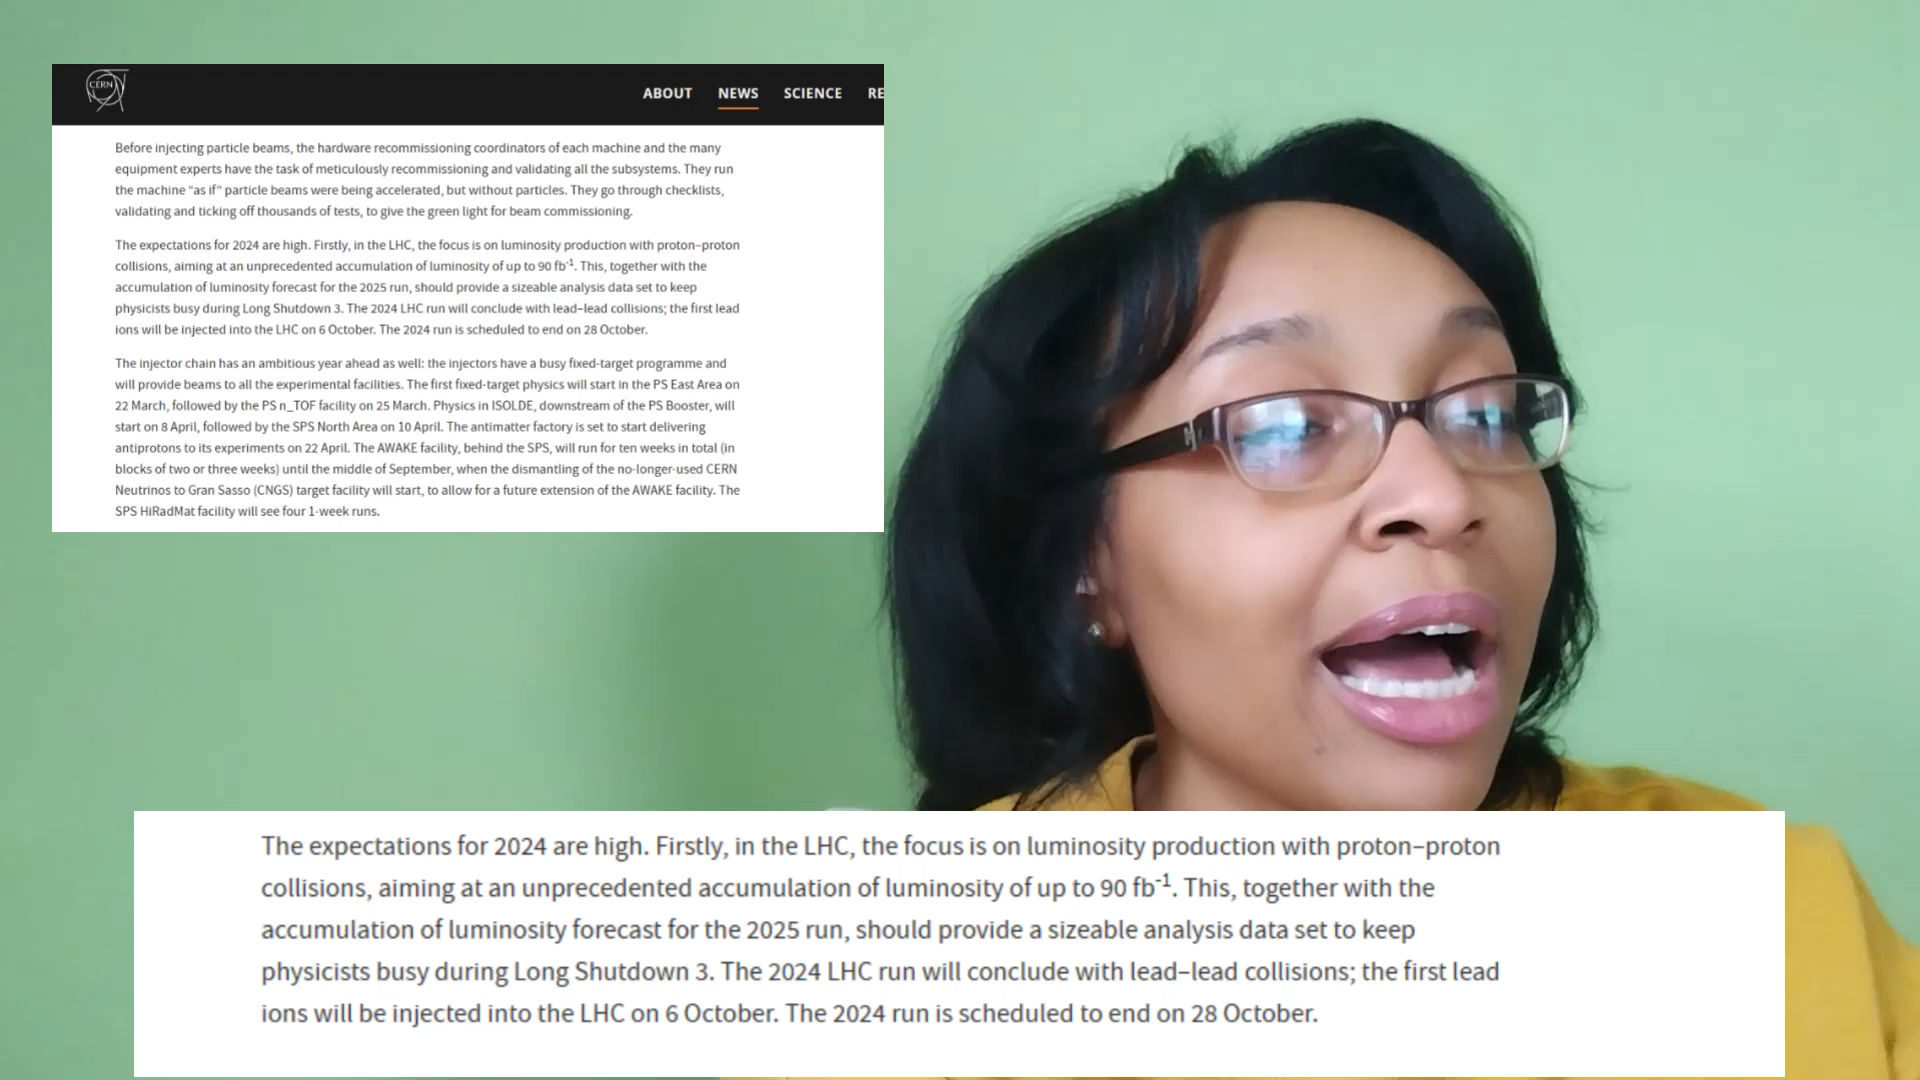 CERN
ABOUT NEWS SCIENCE RE
Before injecting particle beams, the hardware recommissioning coordinators of each machine and the many
equipment experts have the task of meticulously recommissioning and validating all the subsystems. They run
the machine “as if” particle beams were being accelerated, but without particles. They go through checklists,
validating and ticking off thousands of tests, to give the green light for beam commissioning.
The expectations for 2024 are high. Firstly, in the LHC, the focus is on luminosity production with proton–proton
collisions, aiming at an unprecedented accumulation of luminosity of up to 90 fb⁻¹. This, together with the
accumulation of luminosity forecast for the 2025 run, should provide a sizeable analysis data set to keep
physicists busy during Long Shutdown 3. The 2024 LHC run will conclude with lead–lead collisions; the first lead
ions will be injected into the LHC on 6 October. The 2024 run is scheduled to end on 28 October.
The injector chain has an ambitious year ahead as well: the injectors have a busy fixed-target programme and
will provide beams to all the experimental facilities. The first fixed-target physics will start in the PS East Area on
22 March, followed by the PS n_TOF facility on 25 March. Physics in ISOLDE, downstream of the PS Booster, will
start on 8 April, followed by the SPS North Area on 10 April. The antimatter factory is set to start delivering
antiprotons to its experiments on 22 April. The AWAKE facility, behind the SPS, will run for ten weeks in total (in
blocks of two or three weeks) until the middle of September, when the dismantling of the no-longer-used CERN
Neutrinos to Gran Sasso (CNGS) target facility will start, to allow for a future extension of the AWAKE facility. The
SPS HiRadMat facility will see four 1-week runs.
The expectations for 2024 are high. Firstly, in the LHC, the focus is on luminosity production with proton–proton
collisions, aiming at an unprecedented accumulation of luminosity of up to 90 fb⁻¹. This, together with the
accumulation of luminosity forecast for the 2025 run, should provide a sizeable analysis data set to keep
physicists busy during Long Shutdown 3. The 2024 LHC run will conclude with lead–lead collisions; the first lead
ions will be injected into the LHC on 6 October. The 2024 run is scheduled to end on 28 October.